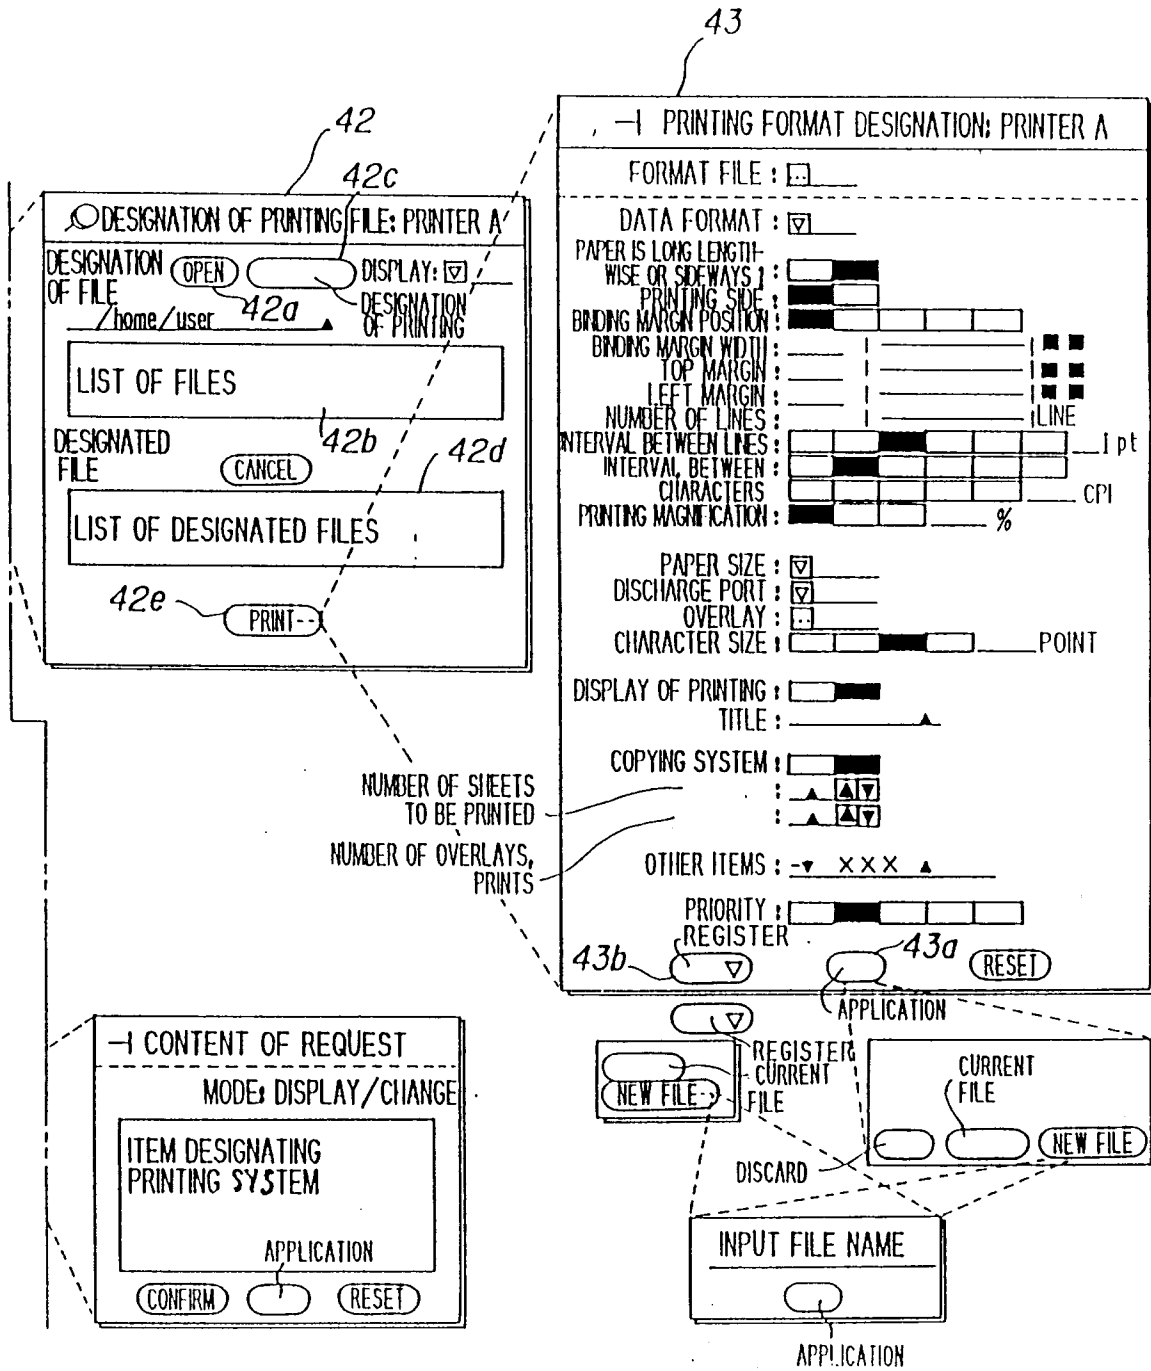 43
42
42c
DESIGNATION OF PRINTING FILE: PRINTER A
DESIGNATION
OF FILE
OPEN
DISPLAY:
42a
DESIGNATION
OF PRINTING
/home/user
LIST OF FILES
42b
42d
DESIGNATED
FILE
CANCEL
LIST OF DESIGNATED FILES
42e
PRINT
PRINTING FORMAT DESIGNATION: PRINTER A
FORMAT FILE :
DATA FORMAT :
PAPER IS LONG LENGTH-
WISE OR SIDEWAYS :
PRINTING SIDE :
BINDING MARGIN POSITION :
BINDING MARGIN WIDTH :
TOP MARGIN :
LEFT MARGIN :
NUMBER OF LINES :
LINE
INTERVAL BETWEEN LINES : 1 pt
INTERVAL BETWEEN :
CHARACTERS CPI
PRINTING MAGNIFICATION : %
PAPER SIZE :
DISCHARGE PORT :
OVERLAY :
CHARACTER SIZE : POINT
DISPLAY OF PRINTING :
TITLE :
COPYING SYSTEM :
NUMBER OF SHEETS
TO BE PRINTED
:
NUMBER OF OVERLAYS,
PRINTS
:
OTHER ITEMS : - XXX
PRIORITY :
REGISTER
43b
43a
RESET
APPLICATION
REGISTER
CURRENT
FILE
NEW FILE
CURRENT
FILE
DISCARD
NEW FILE
INPUT FILE NAME
APPLICATION
CONTENT OF REQUEST
MODE: DISPLAY/CHANGE
ITEM DESIGNATING
PRINTING SYSTEM
APPLICATION
CONFIRM
RESET